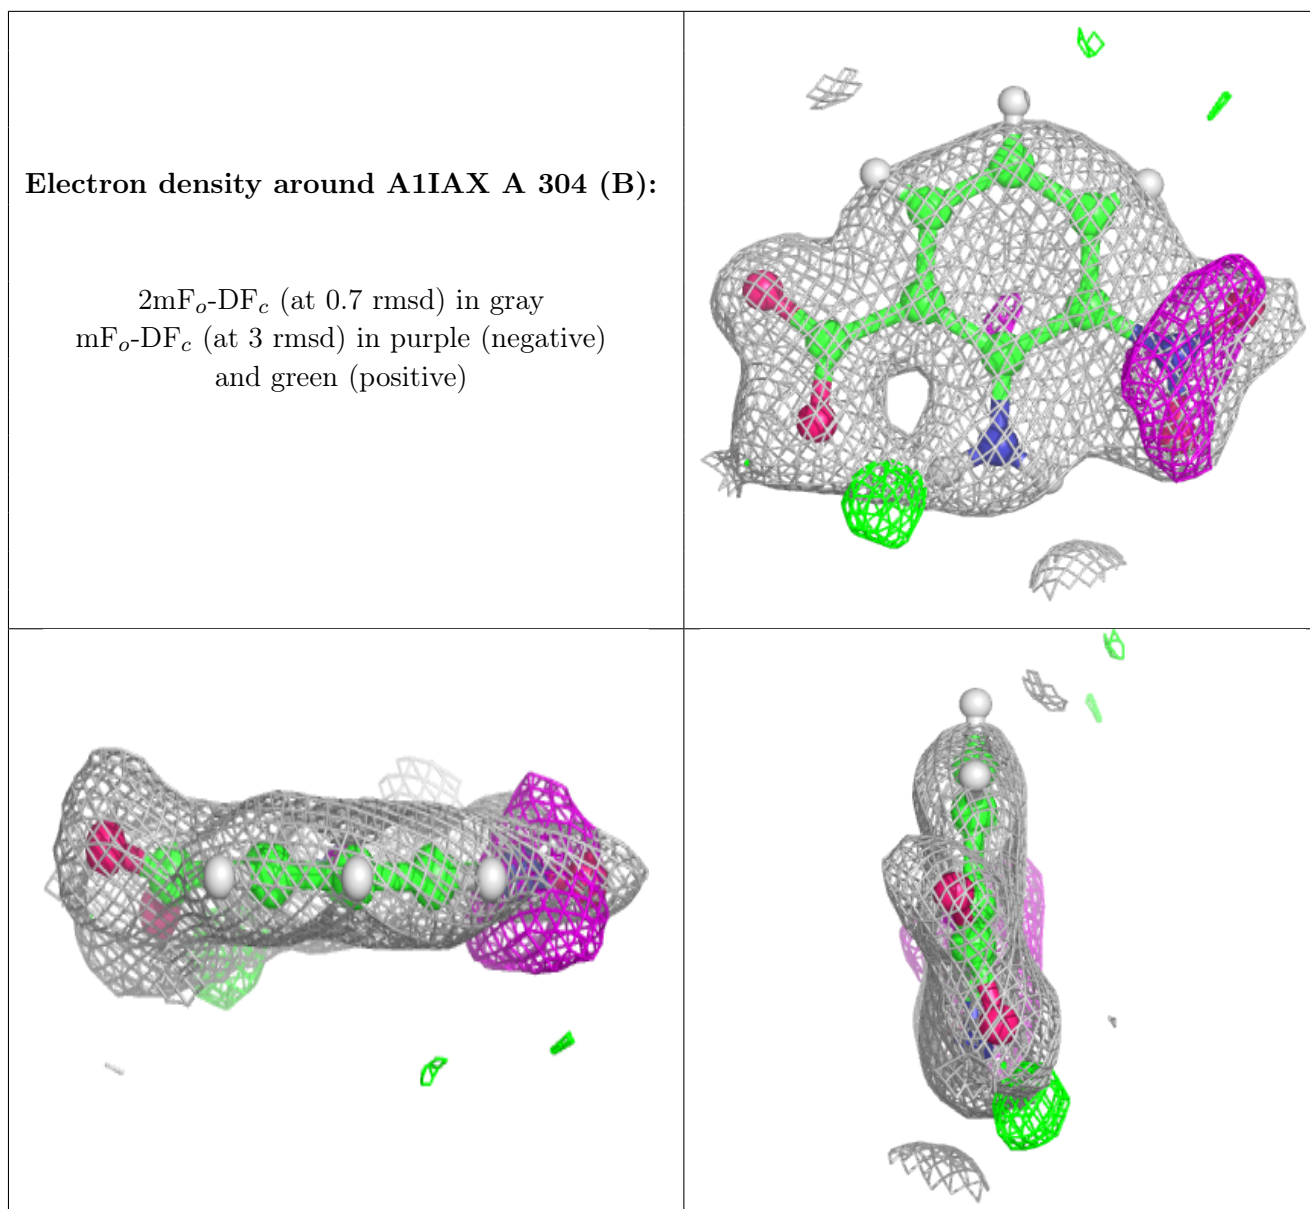 Electron density around A1IAX A 304 (B):
2mFₒ-DF𝒸 (at 0.7 rmsd) in gray
mFₒ-DF𝒸 (at 3 rmsd) in purple (negative)
and green (positive)